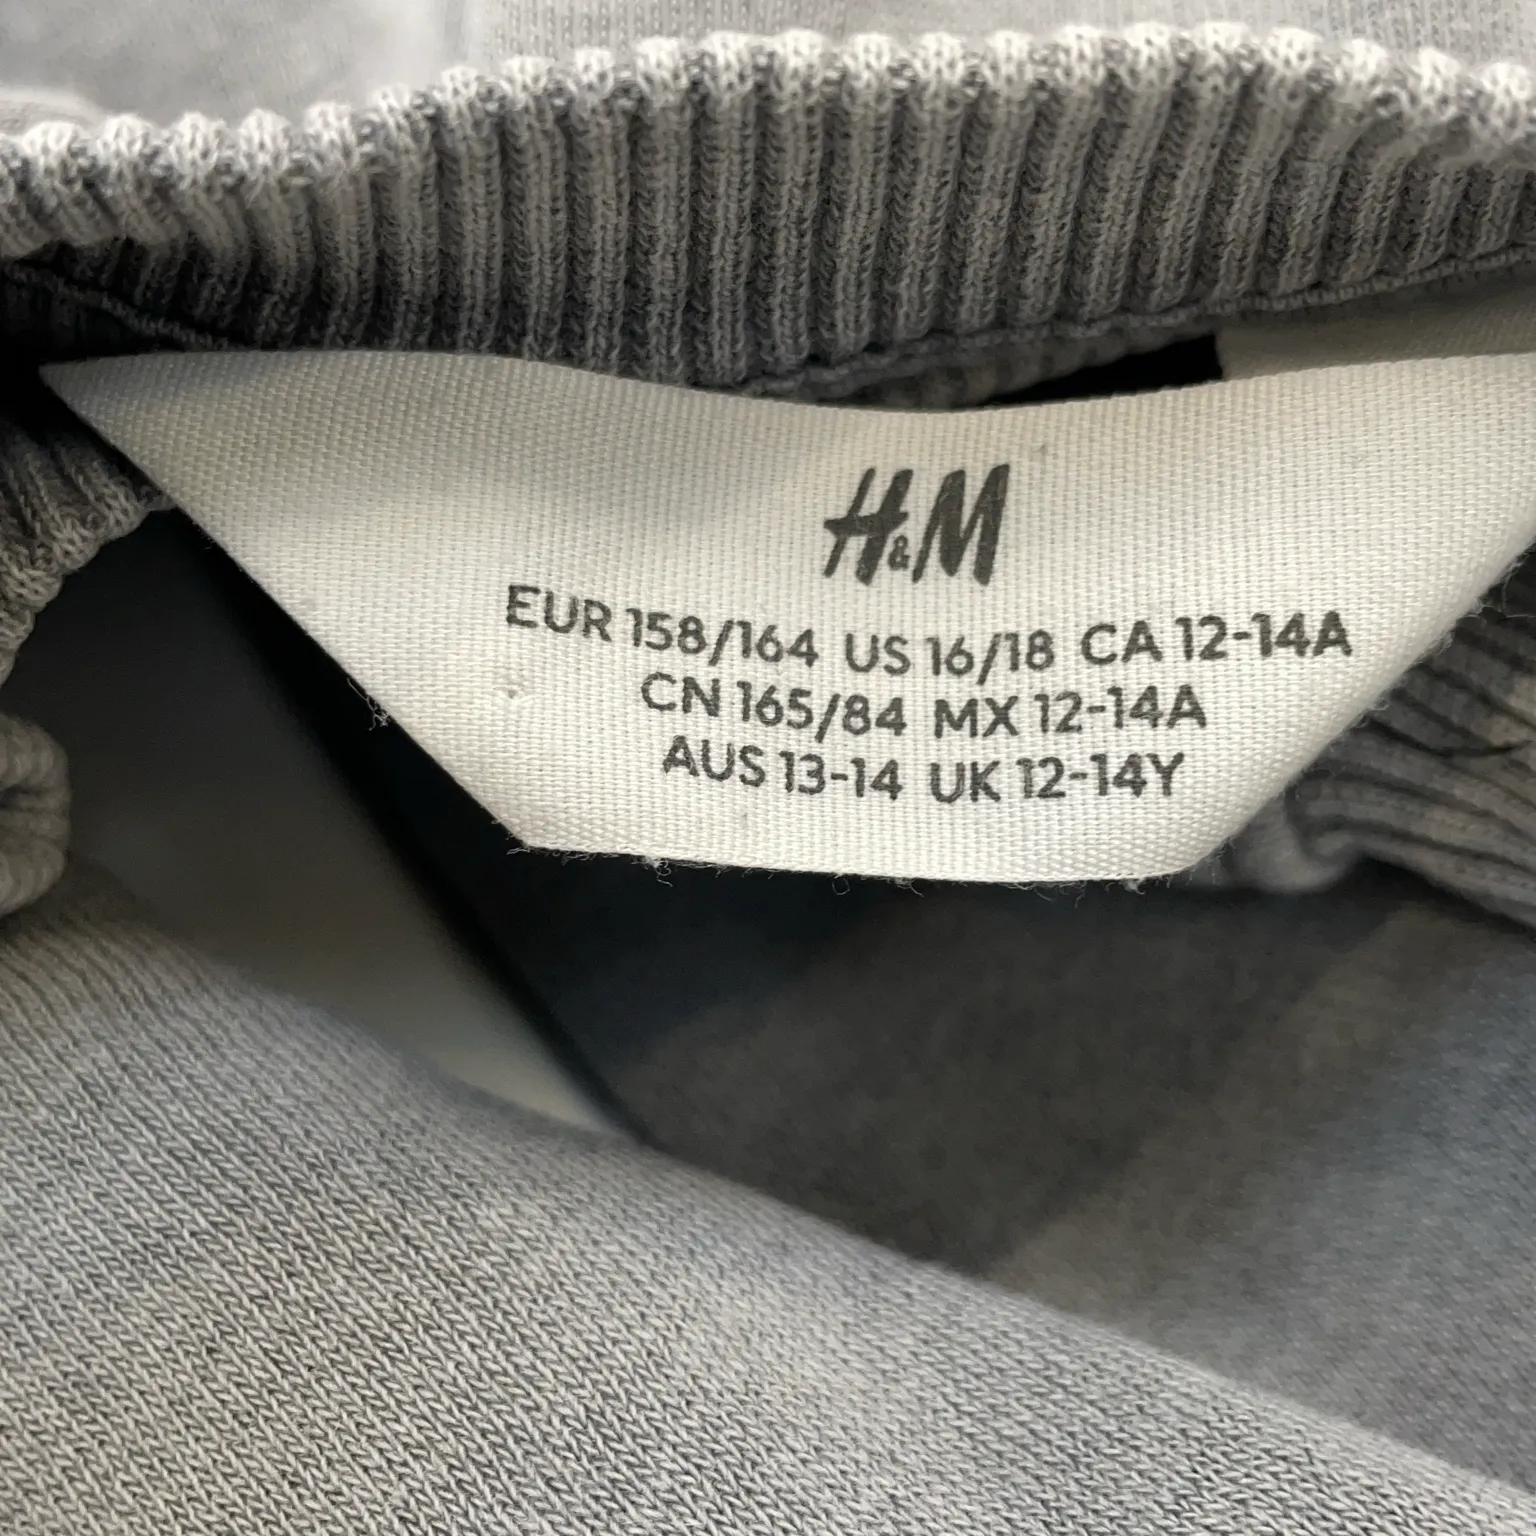 H&M
EUR 158/164 US 16/18 CA 12-14A
CN 165/84 MX 12-14A
AUS 13-14 UK 12-14Y